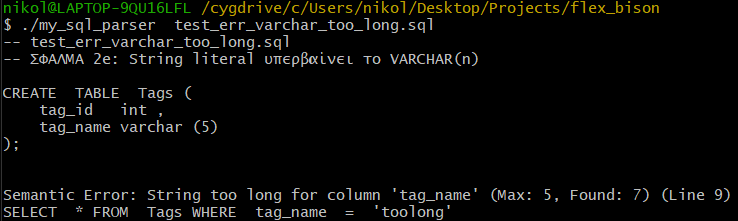 nikol@LAPTOP-9QU16LFL /cygdrive/c/Users/nikol/Desktop/Projects/flex_bison
$ ./my_sql_parser  test_err_varchar_too_long.sql
-- test_err_varchar_too_long.sql
-- ΣΦΑΛΜΑ 2e: String literal υπερβαίνει το VARCHAR(n)
CREATE  TABLE  Tags (
    tag_id   int ,
    tag_name varchar (5)
);
Semantic Error: String too long for column 'tag_name' (Max: 5, Found: 7) (Line 9)
SELECT  * FROM  Tags WHERE  tag_name  =  'toolong'